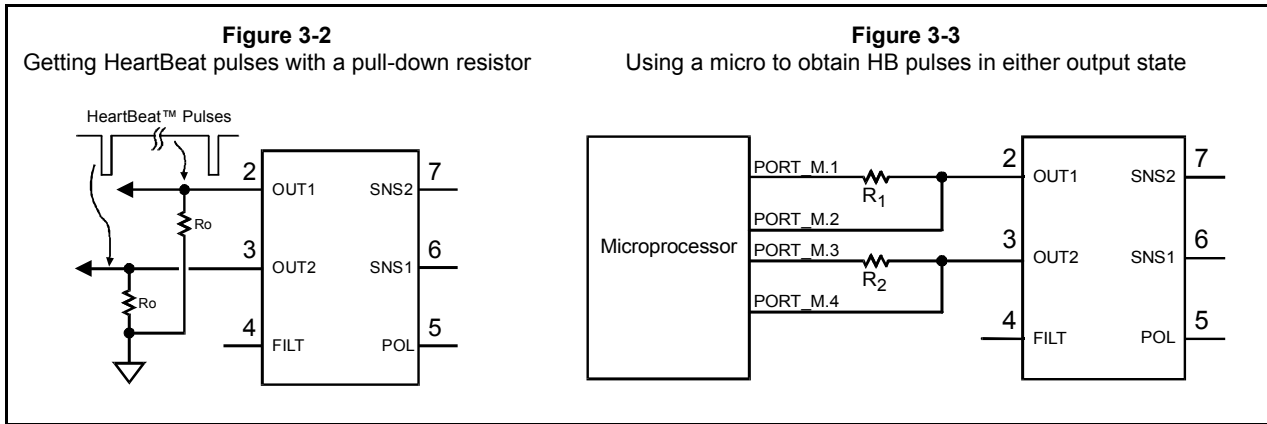 Figure 3-2
Getting HeartBeat pulses with a pull-down resistor
HeartBeat™ Pulses
2
OUT1
SNS2
7
Ro
3
OUT2
SNS1
6
Ro
4
FILT
POL
5
Figure 3-3
Using a micro to obtain HB pulses in either output state
Microprocessor
PORT_M.1
R1
PORT_M.2
PORT_M.3
R2
PORT_M.4
2
OUT1
SNS2
7
3
OUT2
SNS1
6
4
FILT
POL
5